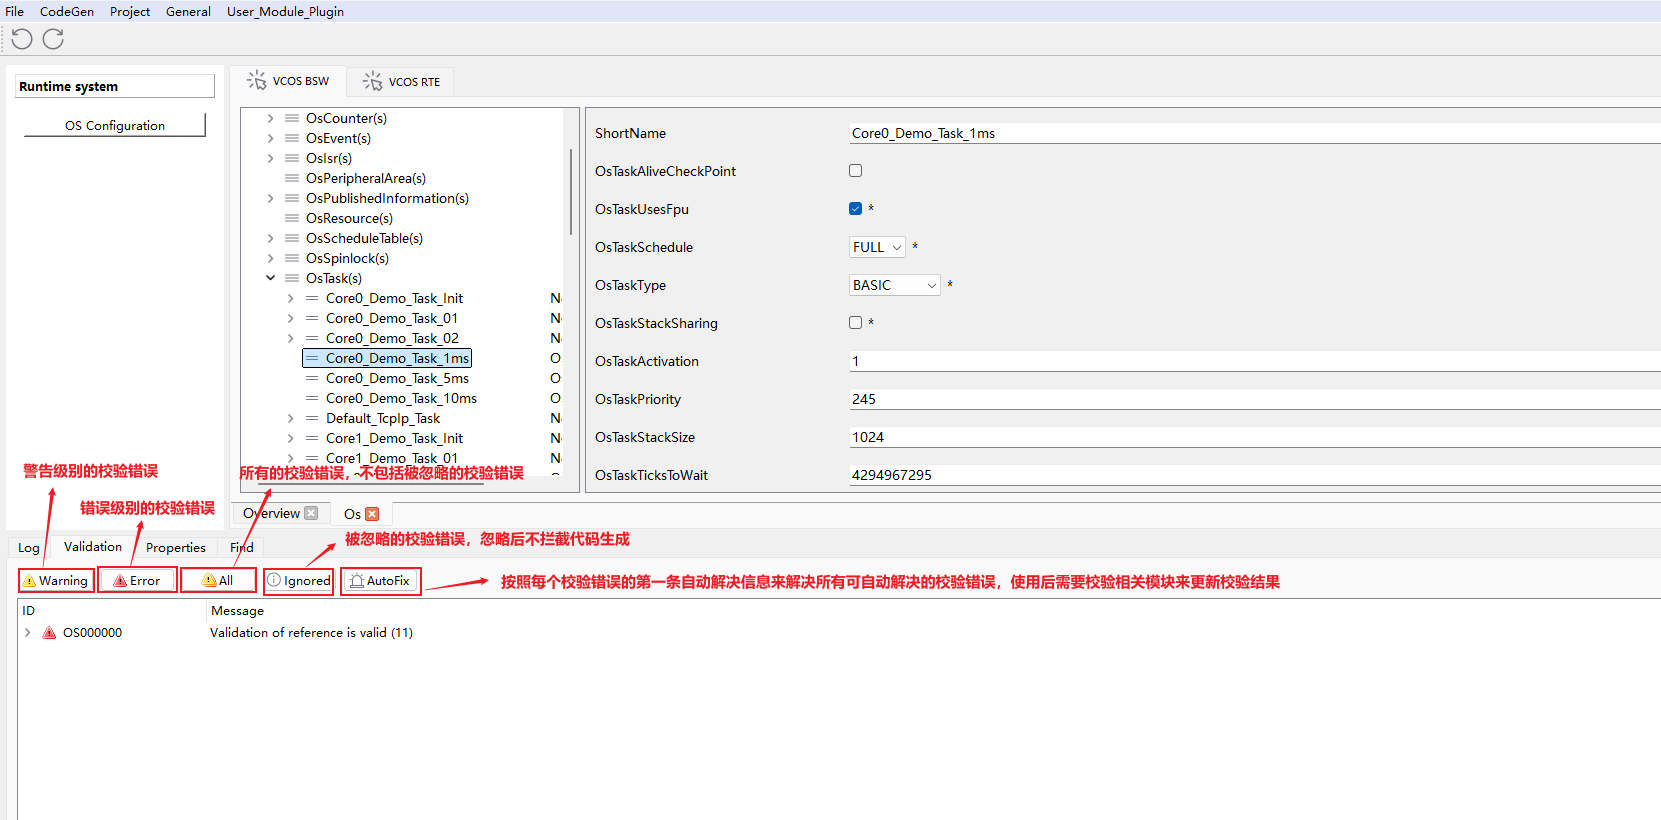 File CodeGen Project General User_Module_Plugin
Runtime system
OS Configuration
VCOS BSW VCOS RTE
OsCounter(s)
OsEvent(s)
OsIsr(s)
OsPeripheralArea(s)
OsPublishedInformation(s)
OsResource(s)
OsScheduleTable(s)
OsSpinlock(s)
OsTask(s)
Core0_Demo_Task_Init
Core0_Demo_Task_01
Core0_Demo_Task_02
Core0_Demo_Task_1ms
Core0_Demo_Task_5ms
Core0_Demo_Task_10ms
Default_TcpIp_Task
Core1_Demo_Task_Init
Core1_Demo_Task_01
ShortName Core0_Demo_Task_1ms
OsTaskAliveCheckPoint
OsTaskUsesFpu *
OsTaskSchedule FULL *
OsTaskType BASIC *
OsTaskStackSharing *
OsTaskActivation 1
OsTaskPriority 245
OsTaskStackSize 1024
OsTaskTicksToWait 4294967295
警告级别的校验错误
所有的校验错误，不包括被忽略的校验错误
错误级别的校验错误
Overview Os
被忽略的校验错误，忽略后不拦截代码生成
Log Validation Properties Find
Warning Error All Ignored AutoFix
按照每个校验错误的第一条自动解决信息来解决所有可自动解决的校验错误，使用后需要校验相关模块来更新校验结果
ID Message
OS000000 Validation of reference is valid (11)